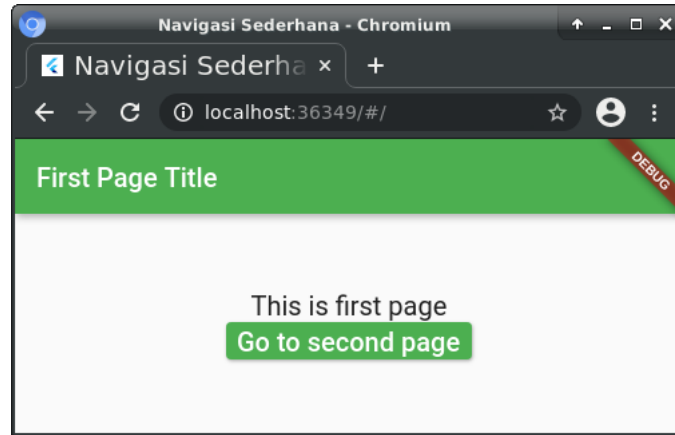 Navigasi Sederhana - Chromium
Navigasi Sederha
localhost:36349/#/
First Page Title
DEBUG
This is first page
Go to second page